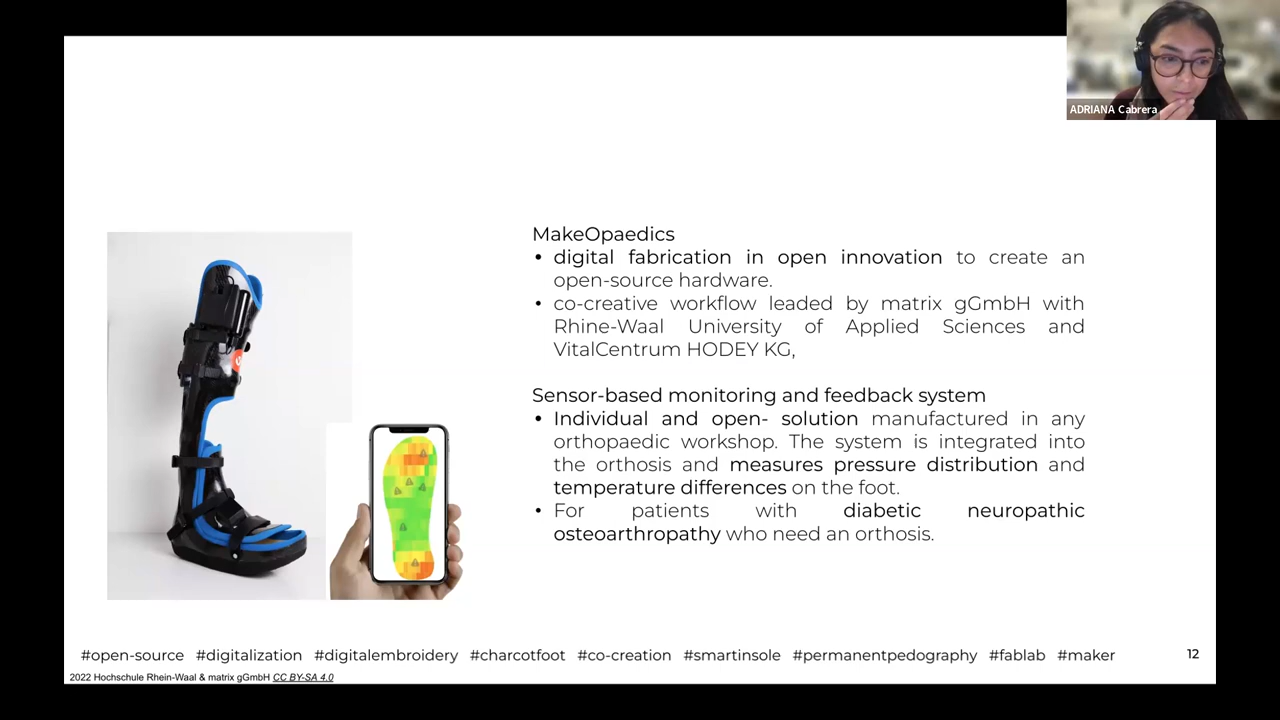 ADRIANA Cabrera
MakeOpaedics
• digital fabrication in open innovation to create an
open-source hardware.
• co-creative workflow leaded by matrix gGmbH with
Rhine-Waal University of Applied Sciences and
VitalCentrum HODEY KG,
Sensor-based monitoring and feedback system
• Individual and open- solution manufactured in any
orthopaedic workshop. The system is integrated into
the orthosis and measures pressure distribution and
temperature differences on the foot.
• For patients with diabetic neuropathic
osteoarthropathy who need an orthosis.
#open-source #digitalization #digitalembroidery #charcotfoot #co-creation #smartinsole #permanentpedography #fablab #maker
12
2022 Hochschule Rhein-Waal & matrix gGmbH CC BY-SA 4.0